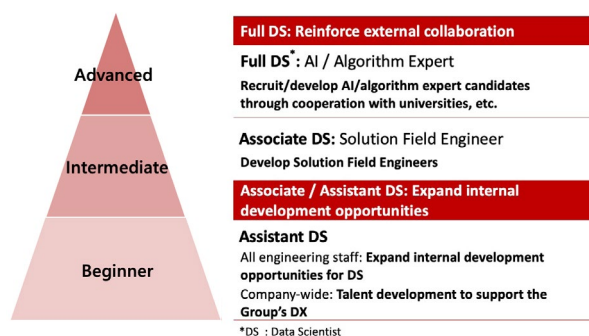 Advanced
Intermediate
Beginner
Full DS: Reinforce external collaboration
Full DS*: AI / Algorithm Expert
Recruit/develop AI/algorithm expert candidates
through cooperation with universities, etc.
Associate DS: Solution Field Engineer
Develop Solution Field Engineers
Associate / Assistant DS: Expand internal
development opportunities
Assistant DS
All engineering staff: Expand internal development
opportunities for DS
Company-wide: Talent development to support the
Group’s DX
*DS : Data Scientist